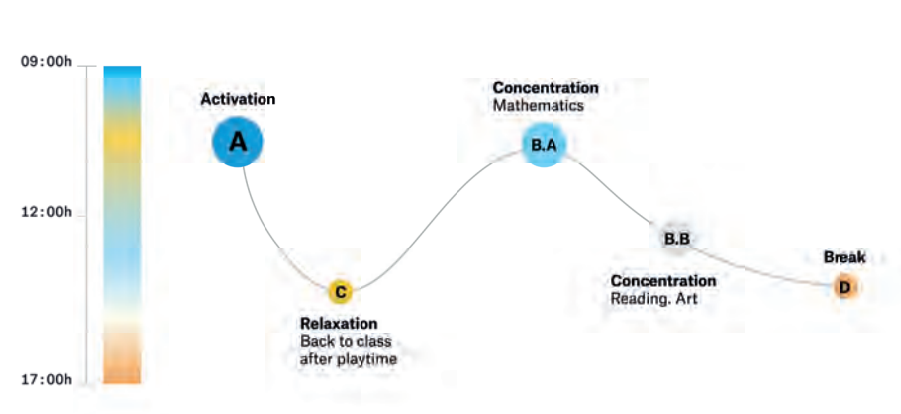 09:00h
12:00h
17:00h
Activation
A
C
Relaxation
Back to class
after playtime
Concentration
Mathematics
B.A
B.B
Concentration
Reading. Art
Break
D